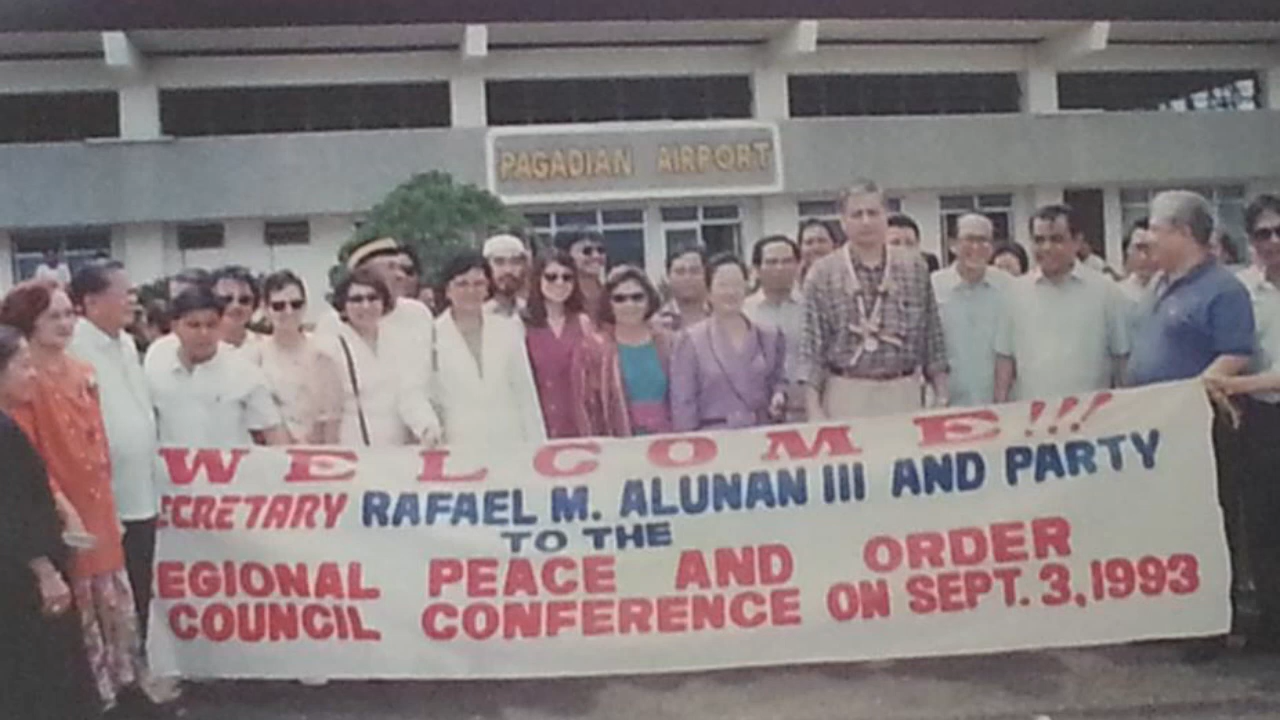 PAGADIAN AIRPORT
WELCOME!!!
ECRETARY RAFAEL M. ALUNAN III AND PARTY
TO THE
EGIONAL PEACE AND ORDER
COUNCIL CONFERENCE ON SEPT. 3, 1993